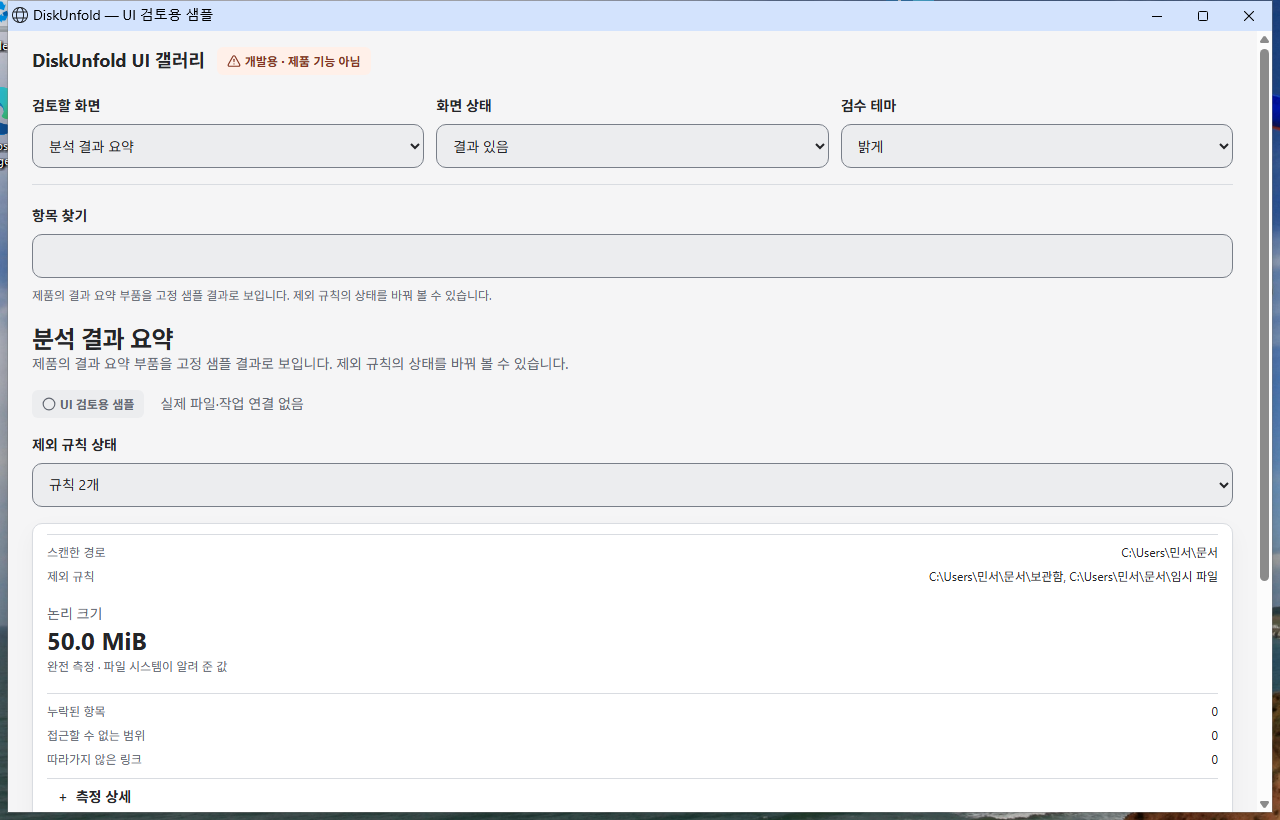 DiskUnfold — UI 검토용 샘플
DiskUnfold UI 갤러리
개발용 · 제품 기능 아님
검토할 화면
화면 상태
검수 테마
분석 결과 요약
결과 있음
밝게
항목 찾기
제품의 결과 요약 부품을 고정 샘플 결과로 보입니다. 제외 규칙의 상태를 바꿔 볼 수 있습니다.
분석 결과 요약
제품의 결과 요약 부품을 고정 샘플 결과로 보입니다. 제외 규칙의 상태를 바꿔 볼 수 있습니다.
UI 검토용 샘플
실제 파일·작업 연결 없음
제외 규칙 상태
규칙 2개
스캔한 경로
C:\Users\민서\문서
제외 규칙
C:\Users\민서\문서\보관함, C:\Users\민서\문서\임시 파일
논리 크기
50.0 MiB
완전 측정 · 파일 시스템이 알려 준 값
누락된 항목
0
접근할 수 없는 범위
0
따라가지 않은 링크
0
+ 측정 상세